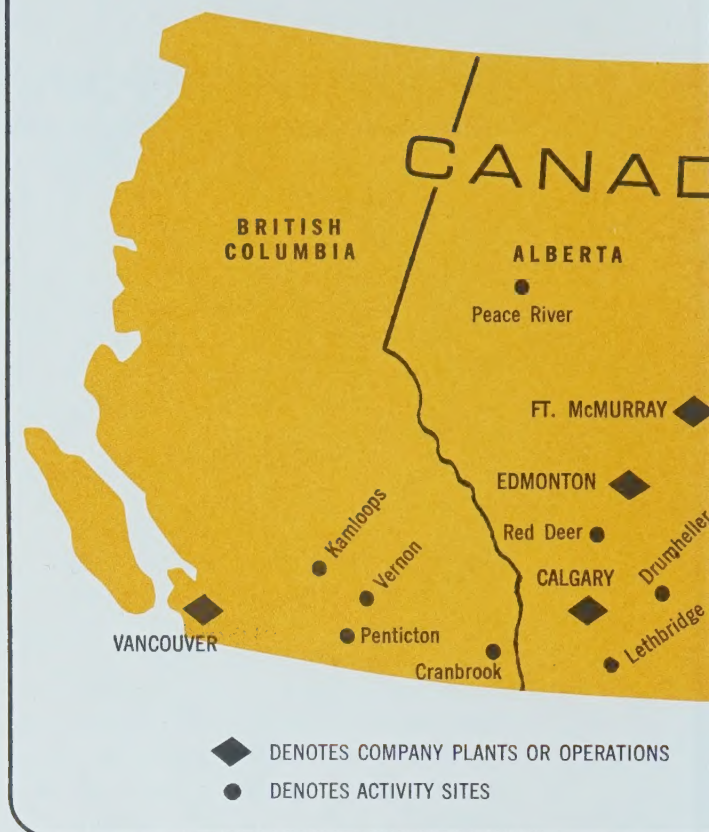 CANAD
BRITISH
COLUMBIA
ALBERTA
Peace River
FT. McMURRAY
EDMONTON
Red Deer
Drumheller
Kamloops
Vernon
CALGARY
VANCOUVER
Penticton
Cranbrook
Lethbridge
DENOTES COMPANY PLANTS OR OPERATIONS
DENOTES ACTIVITY SITES